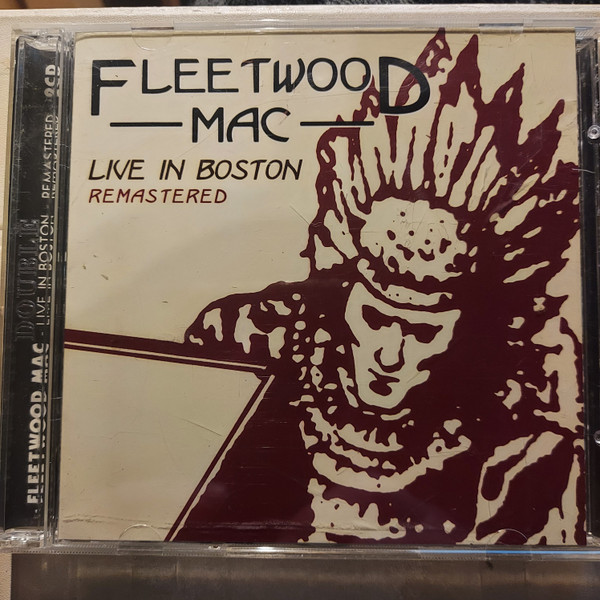 FLEETWOOD
MAC
LIVE IN BOSTON
REMASTERED
FLEETWOOD MAC · LIVE IN BOSTON · REMASTERED 2CD
DOUBLE